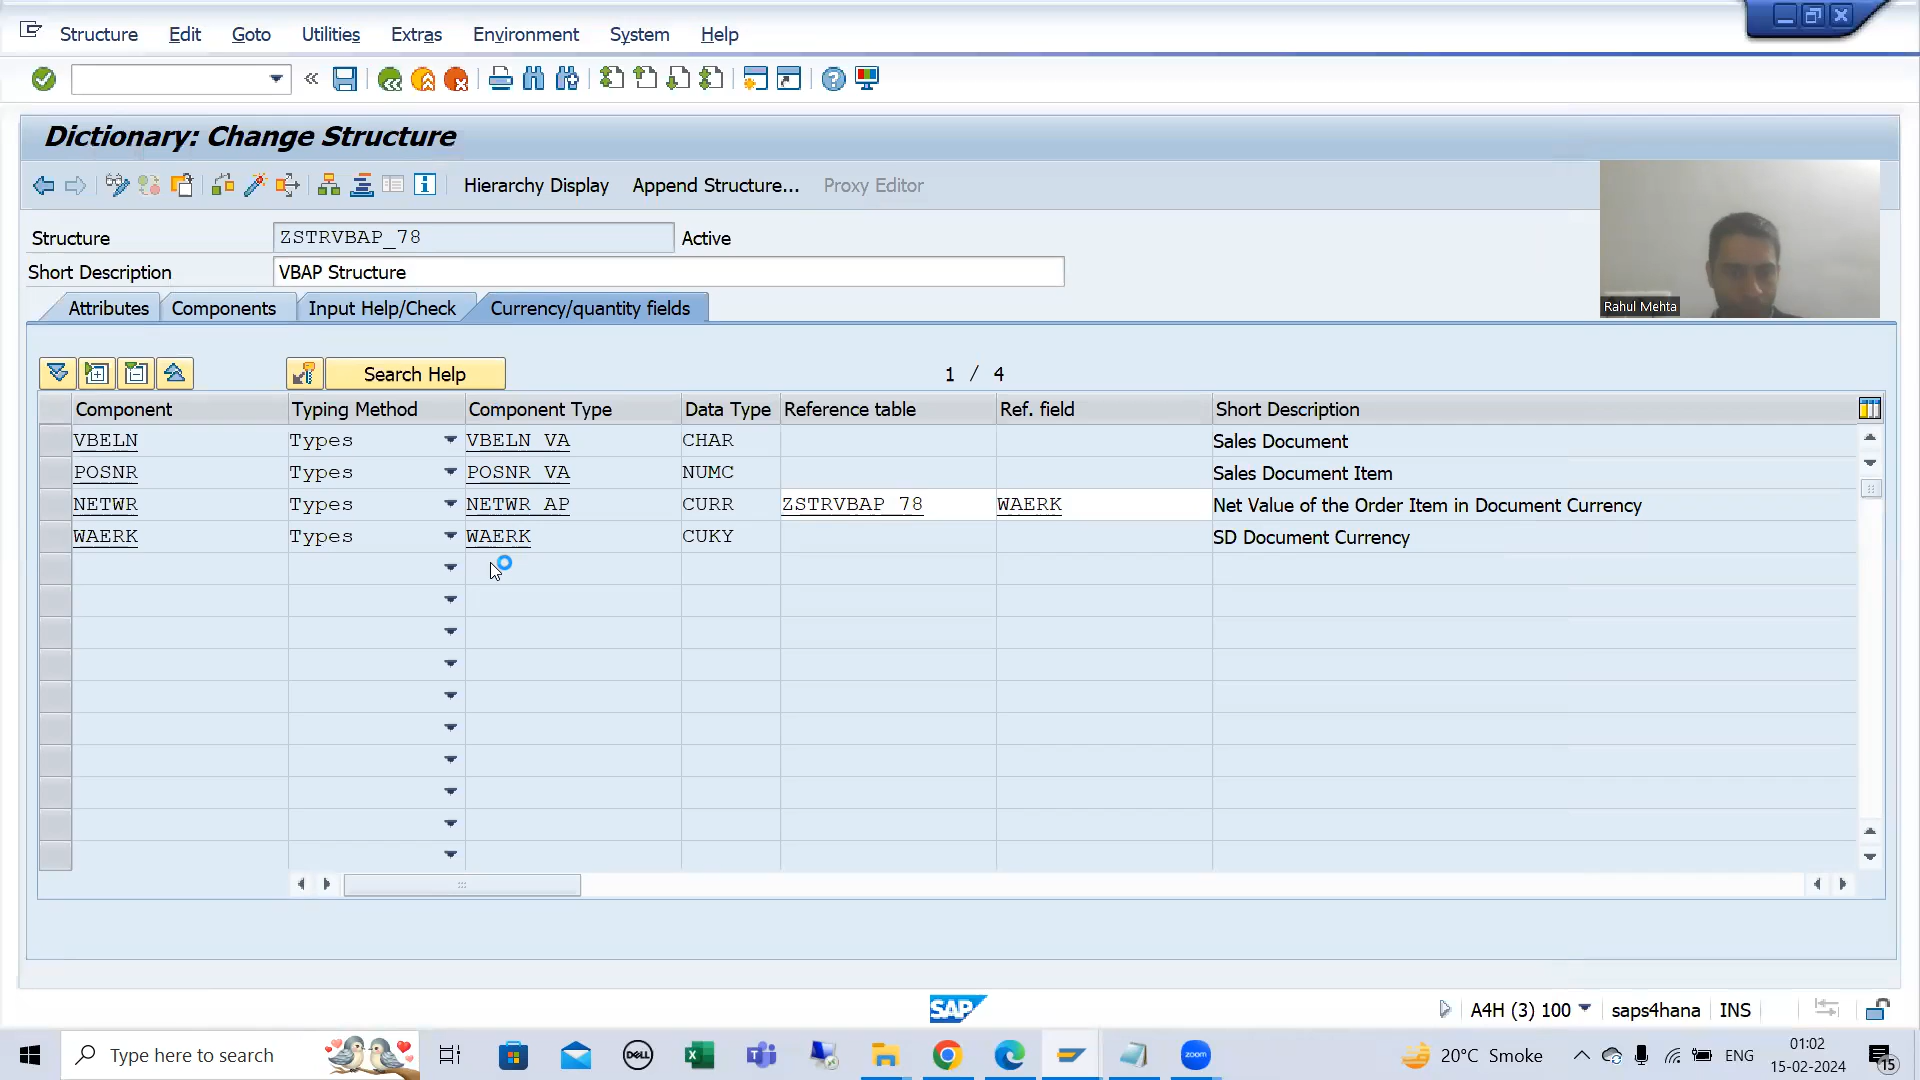 Structure Edit Goto Utilities Extras Environment System Help
Dictionary: Change Structure
Hierarchy Display Append Structure... Proxy Editor
Structure ZSTRVBAP_78 Active
Short Description VBAP Structure
Rahul Mehta
Attributes Components Input Help/Check Currency/quantity fields
Search Help 1 / 4
Component Typing Method Component Type Data Type Reference table Ref. field Short Description
VBELN Types VBELN_VA CHAR Sales Document
POSNR Types POSNR_VA NUMC Sales Document Item
NETWR Types NETWR_AP CURR ZSTRVBAP_78 WAERK Net Value of the Order Item in Document Currency
WAERK Types WAERK CUKY SD Document Currency
SAP A4H (3) 100 saps4hana INS
Type here to search DELL zoom 20°C Smoke ENG 01:02
15-02-2024 15